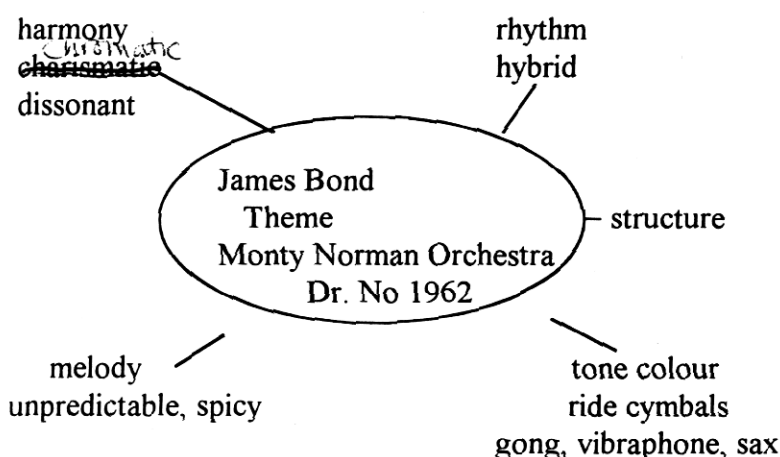 harmony
chromatic
charismatic
dissonant
rhythm
hybrid
James Bond
Theme
Monty Norman Orchestra
Dr. No 1962
structure
melody
unpredictable, spicy
tone colour
ride cymbals
gong, vibraphone, sax